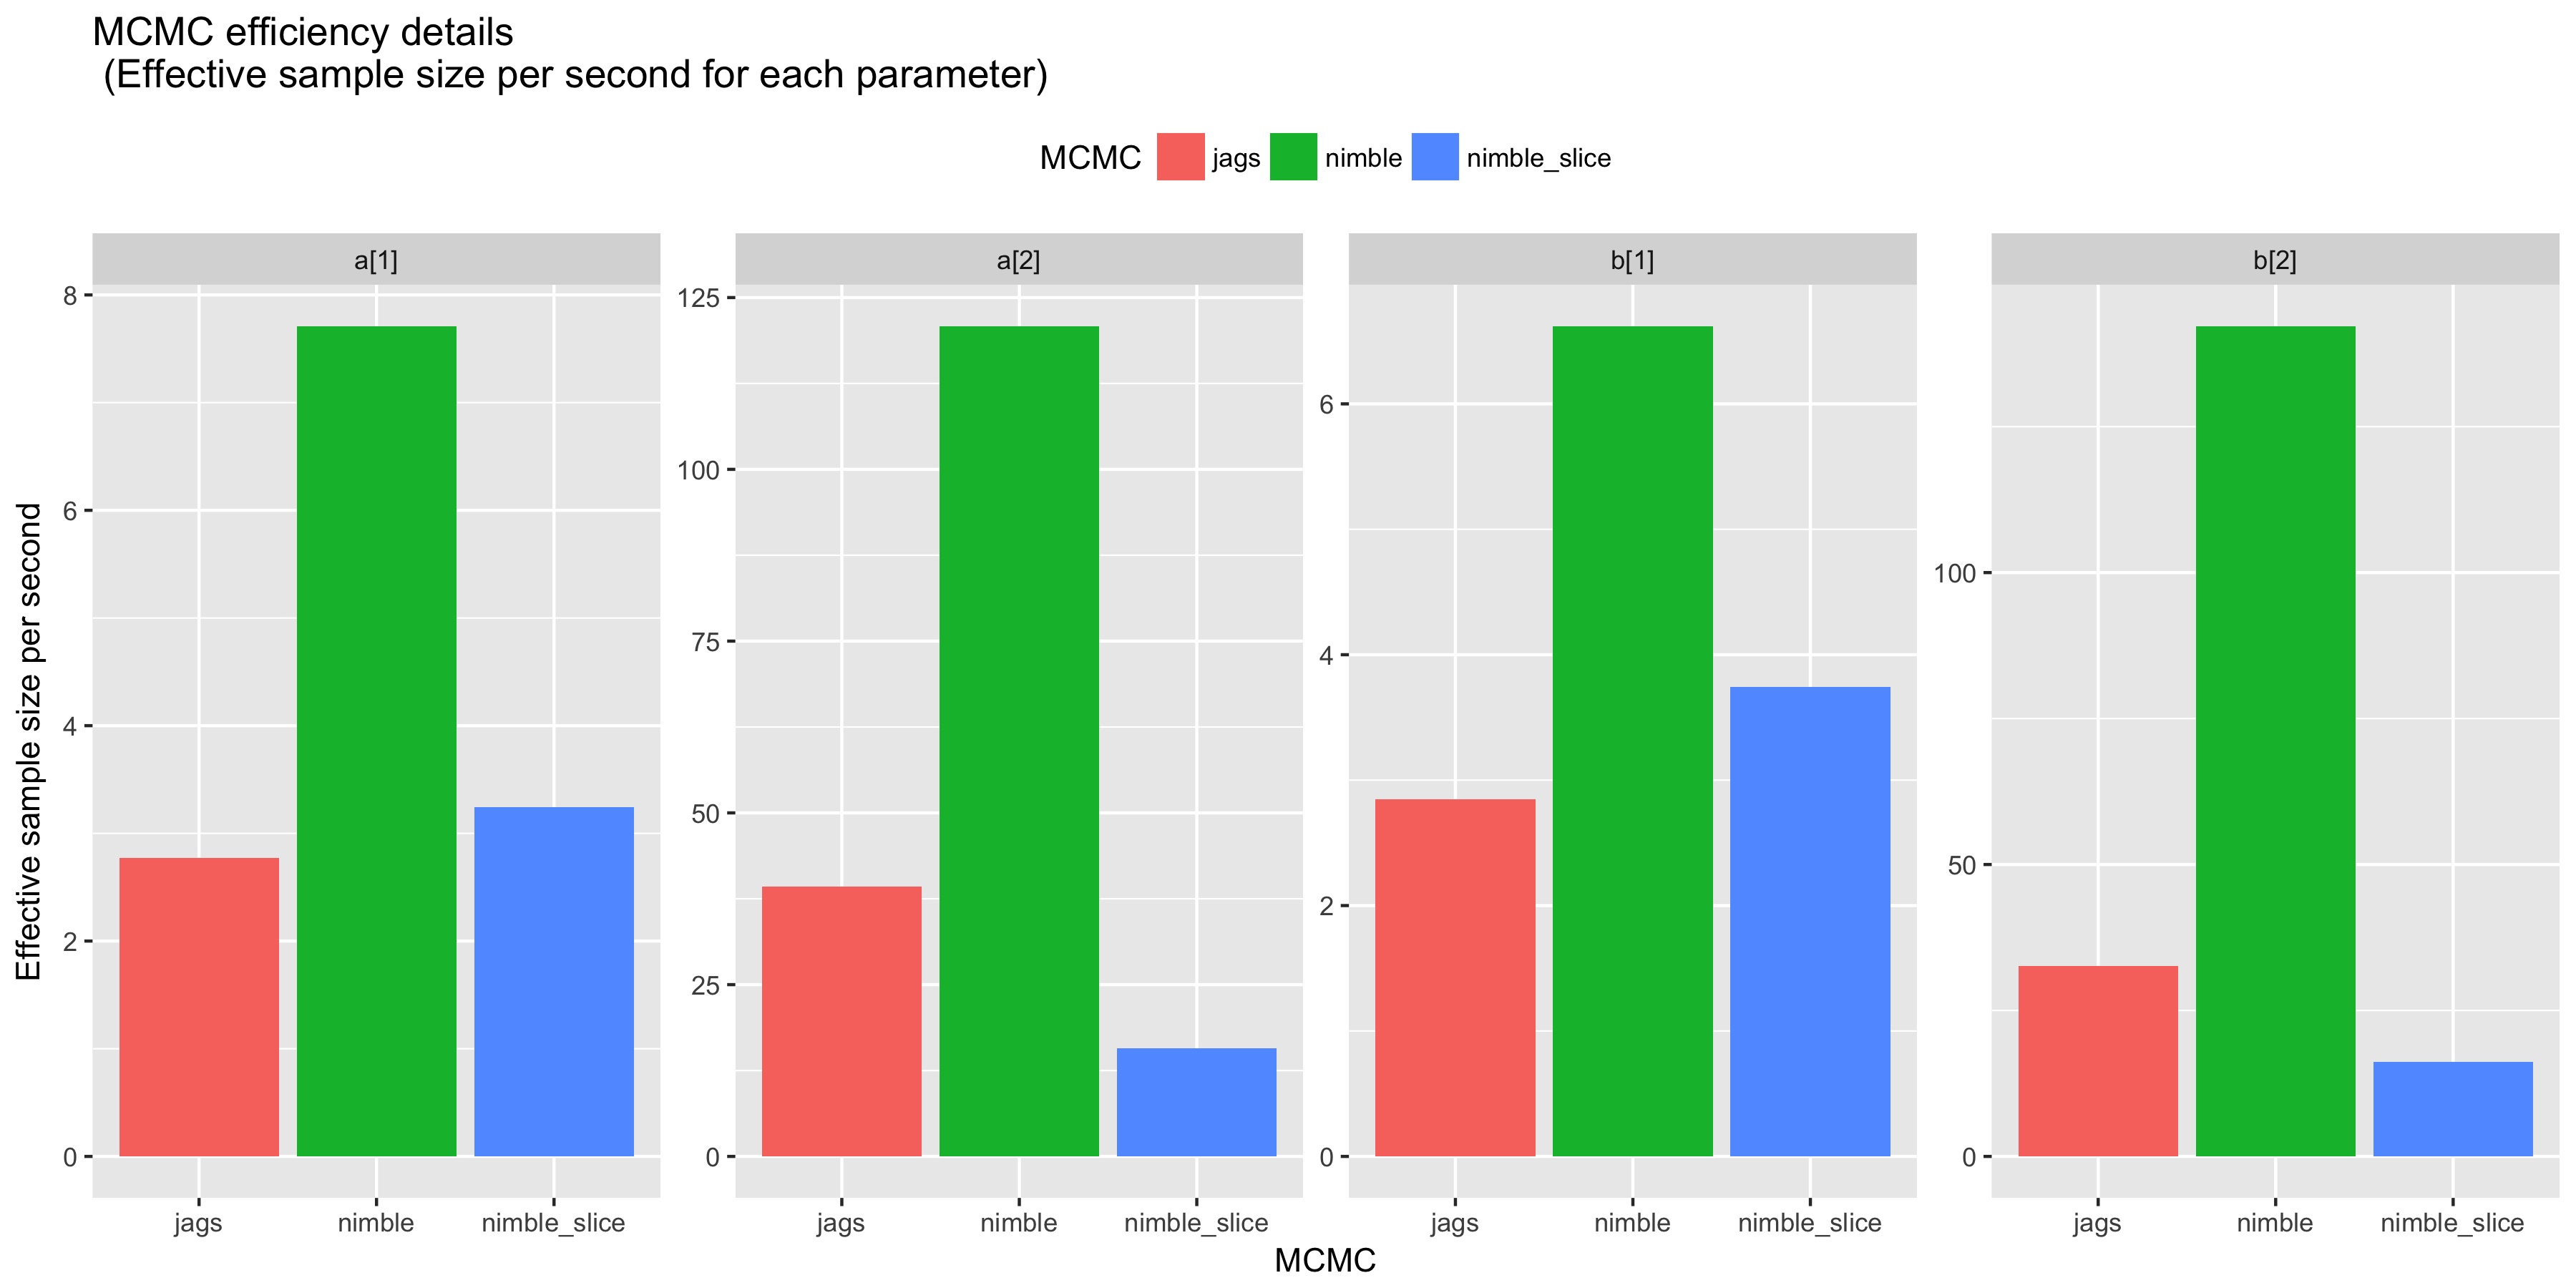 MCMC efficiency details
(Effective sample size per second for each parameter)
MCMC jags nimble nimble_slice
Effective sample size per second
a[1]
8
6
4
2
0
jags nimble nimble_slice
a[2]
125
100
75
50
25
0
jags nimble nimble_slice
b[1]
6
4
2
0
jags nimble nimble_slice
b[2]
100
50
0
jags nimble nimble_slice
MCMC